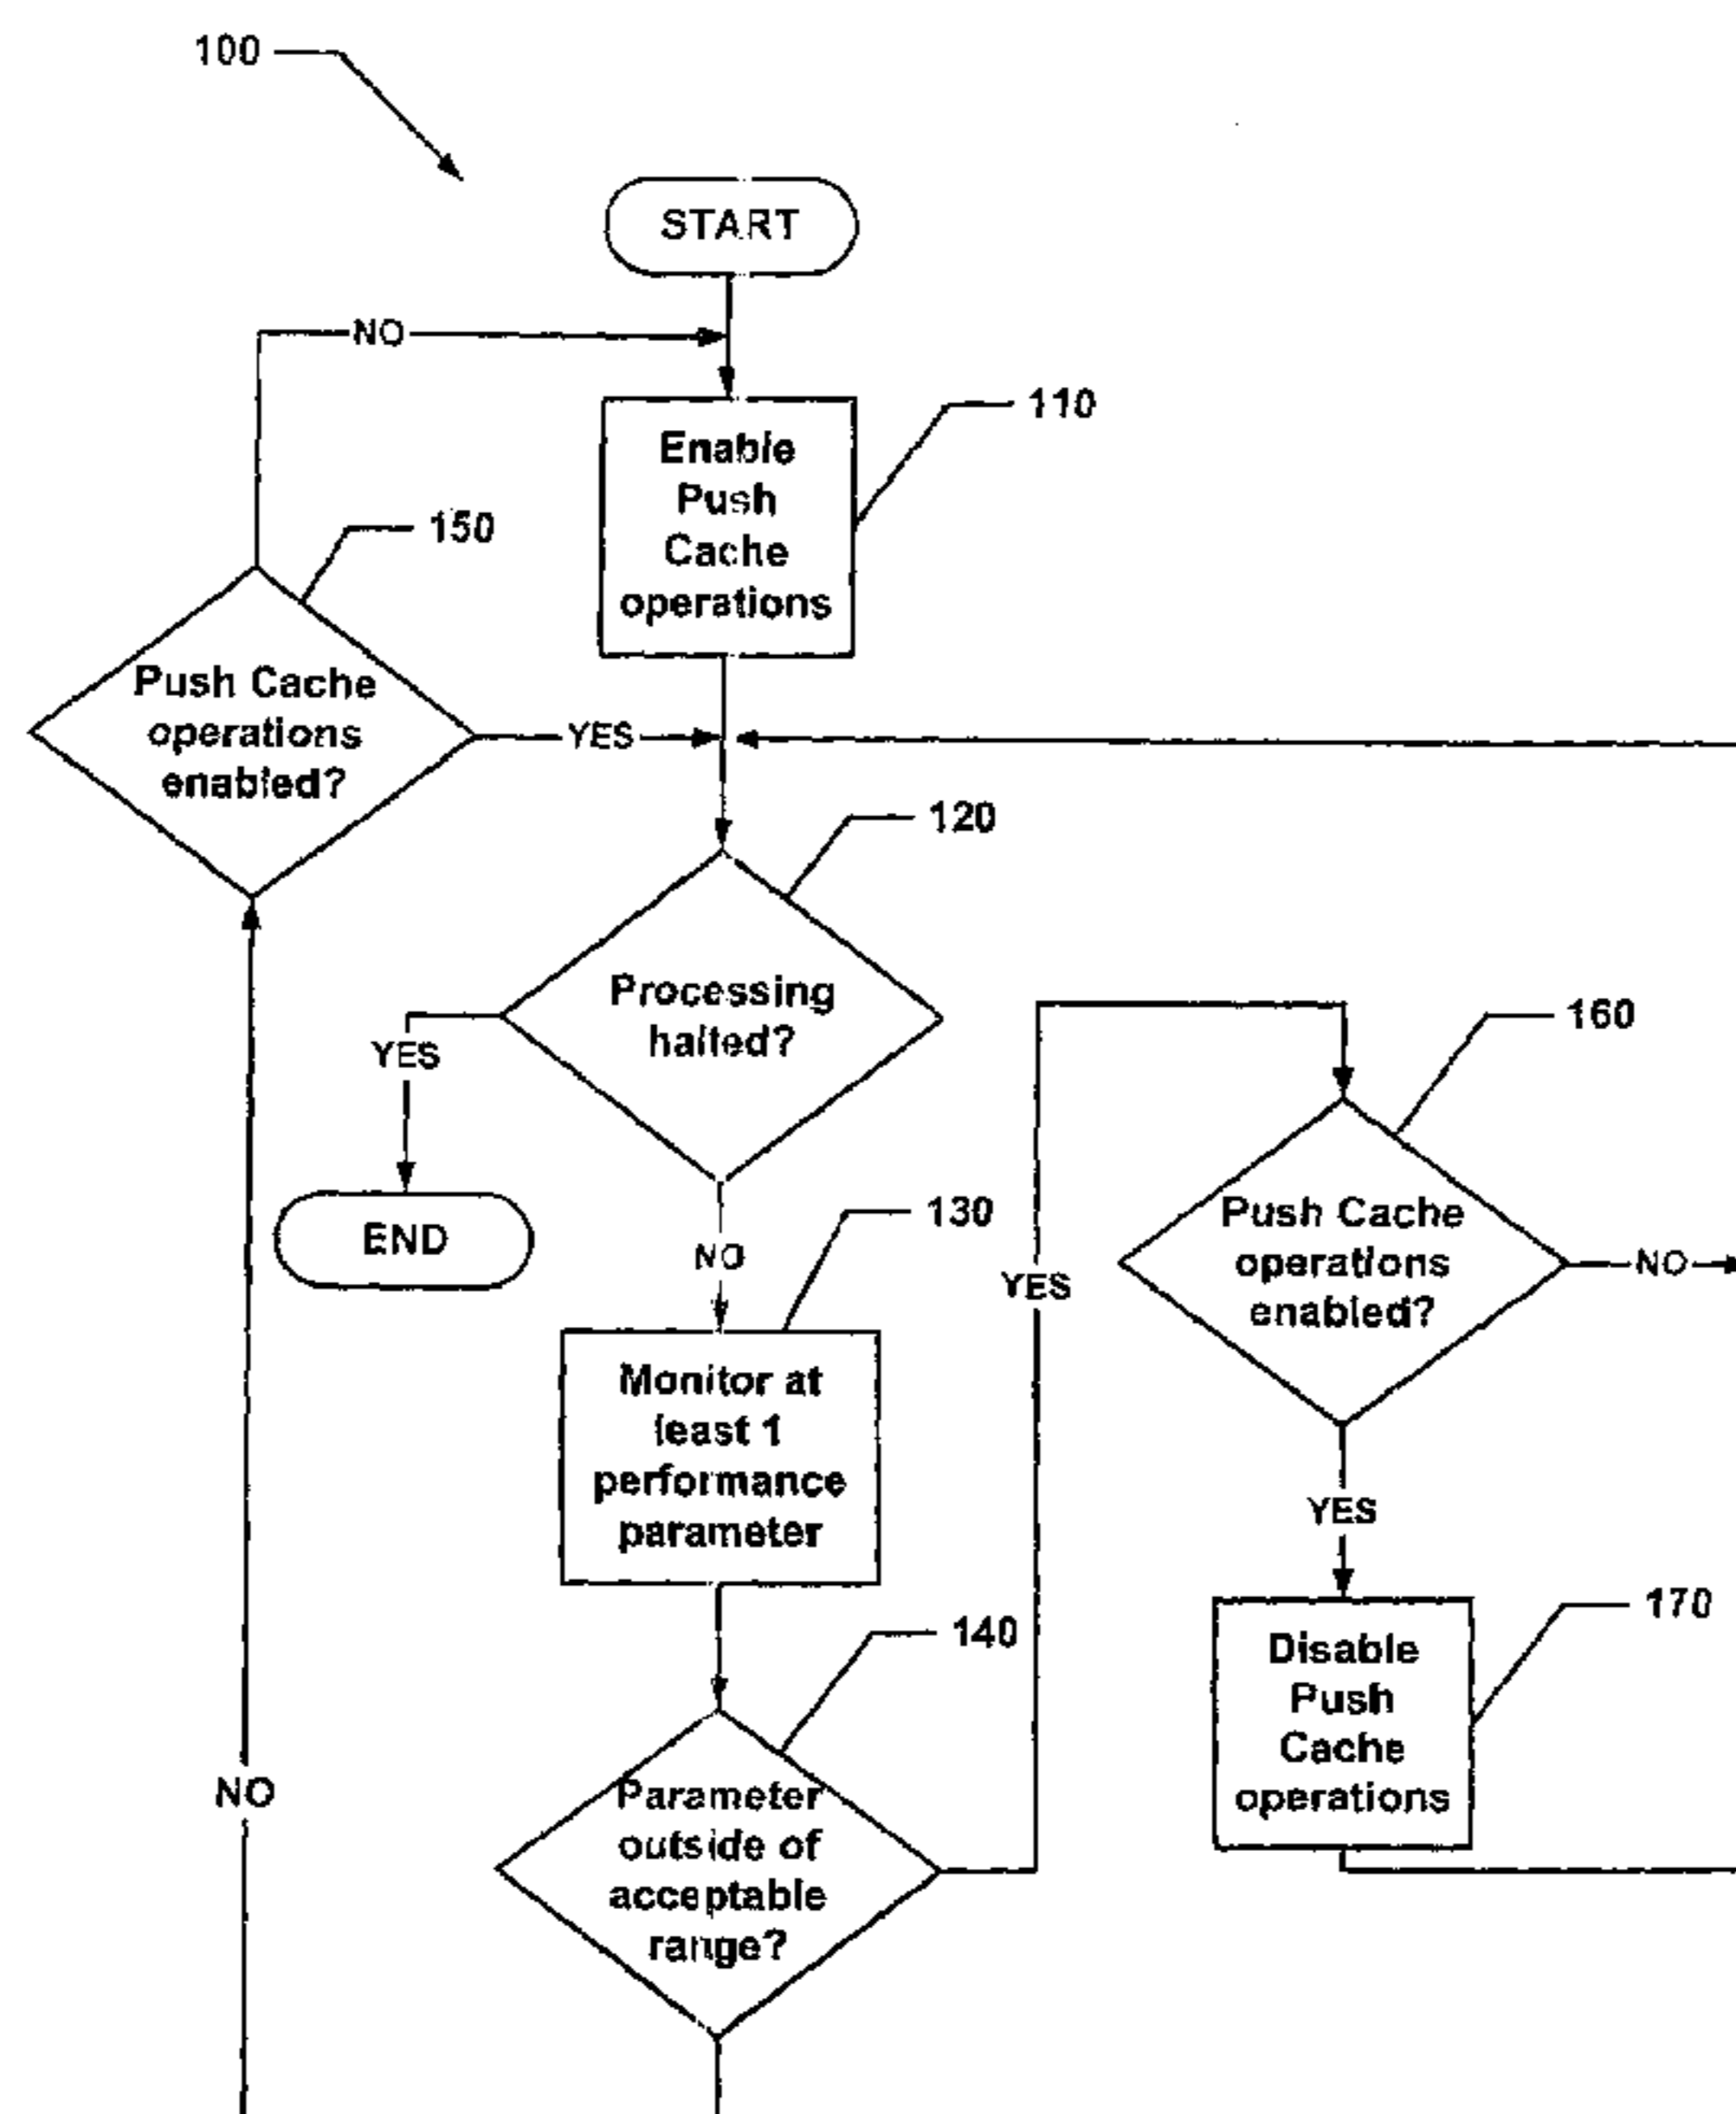 100
START
NO
110
Enable
Push
Cache
operations
150
Push Cache
operations
enabled?
YES
120
Processing
halted?
YES
END
NO
130
Monitor at
least 1
performance
parameter
140
Parameter
outside of
acceptable
range?
NO
YES
160
Push Cache
operations
enabled?
NO
YES
170
Disable
Push
Cache
operations